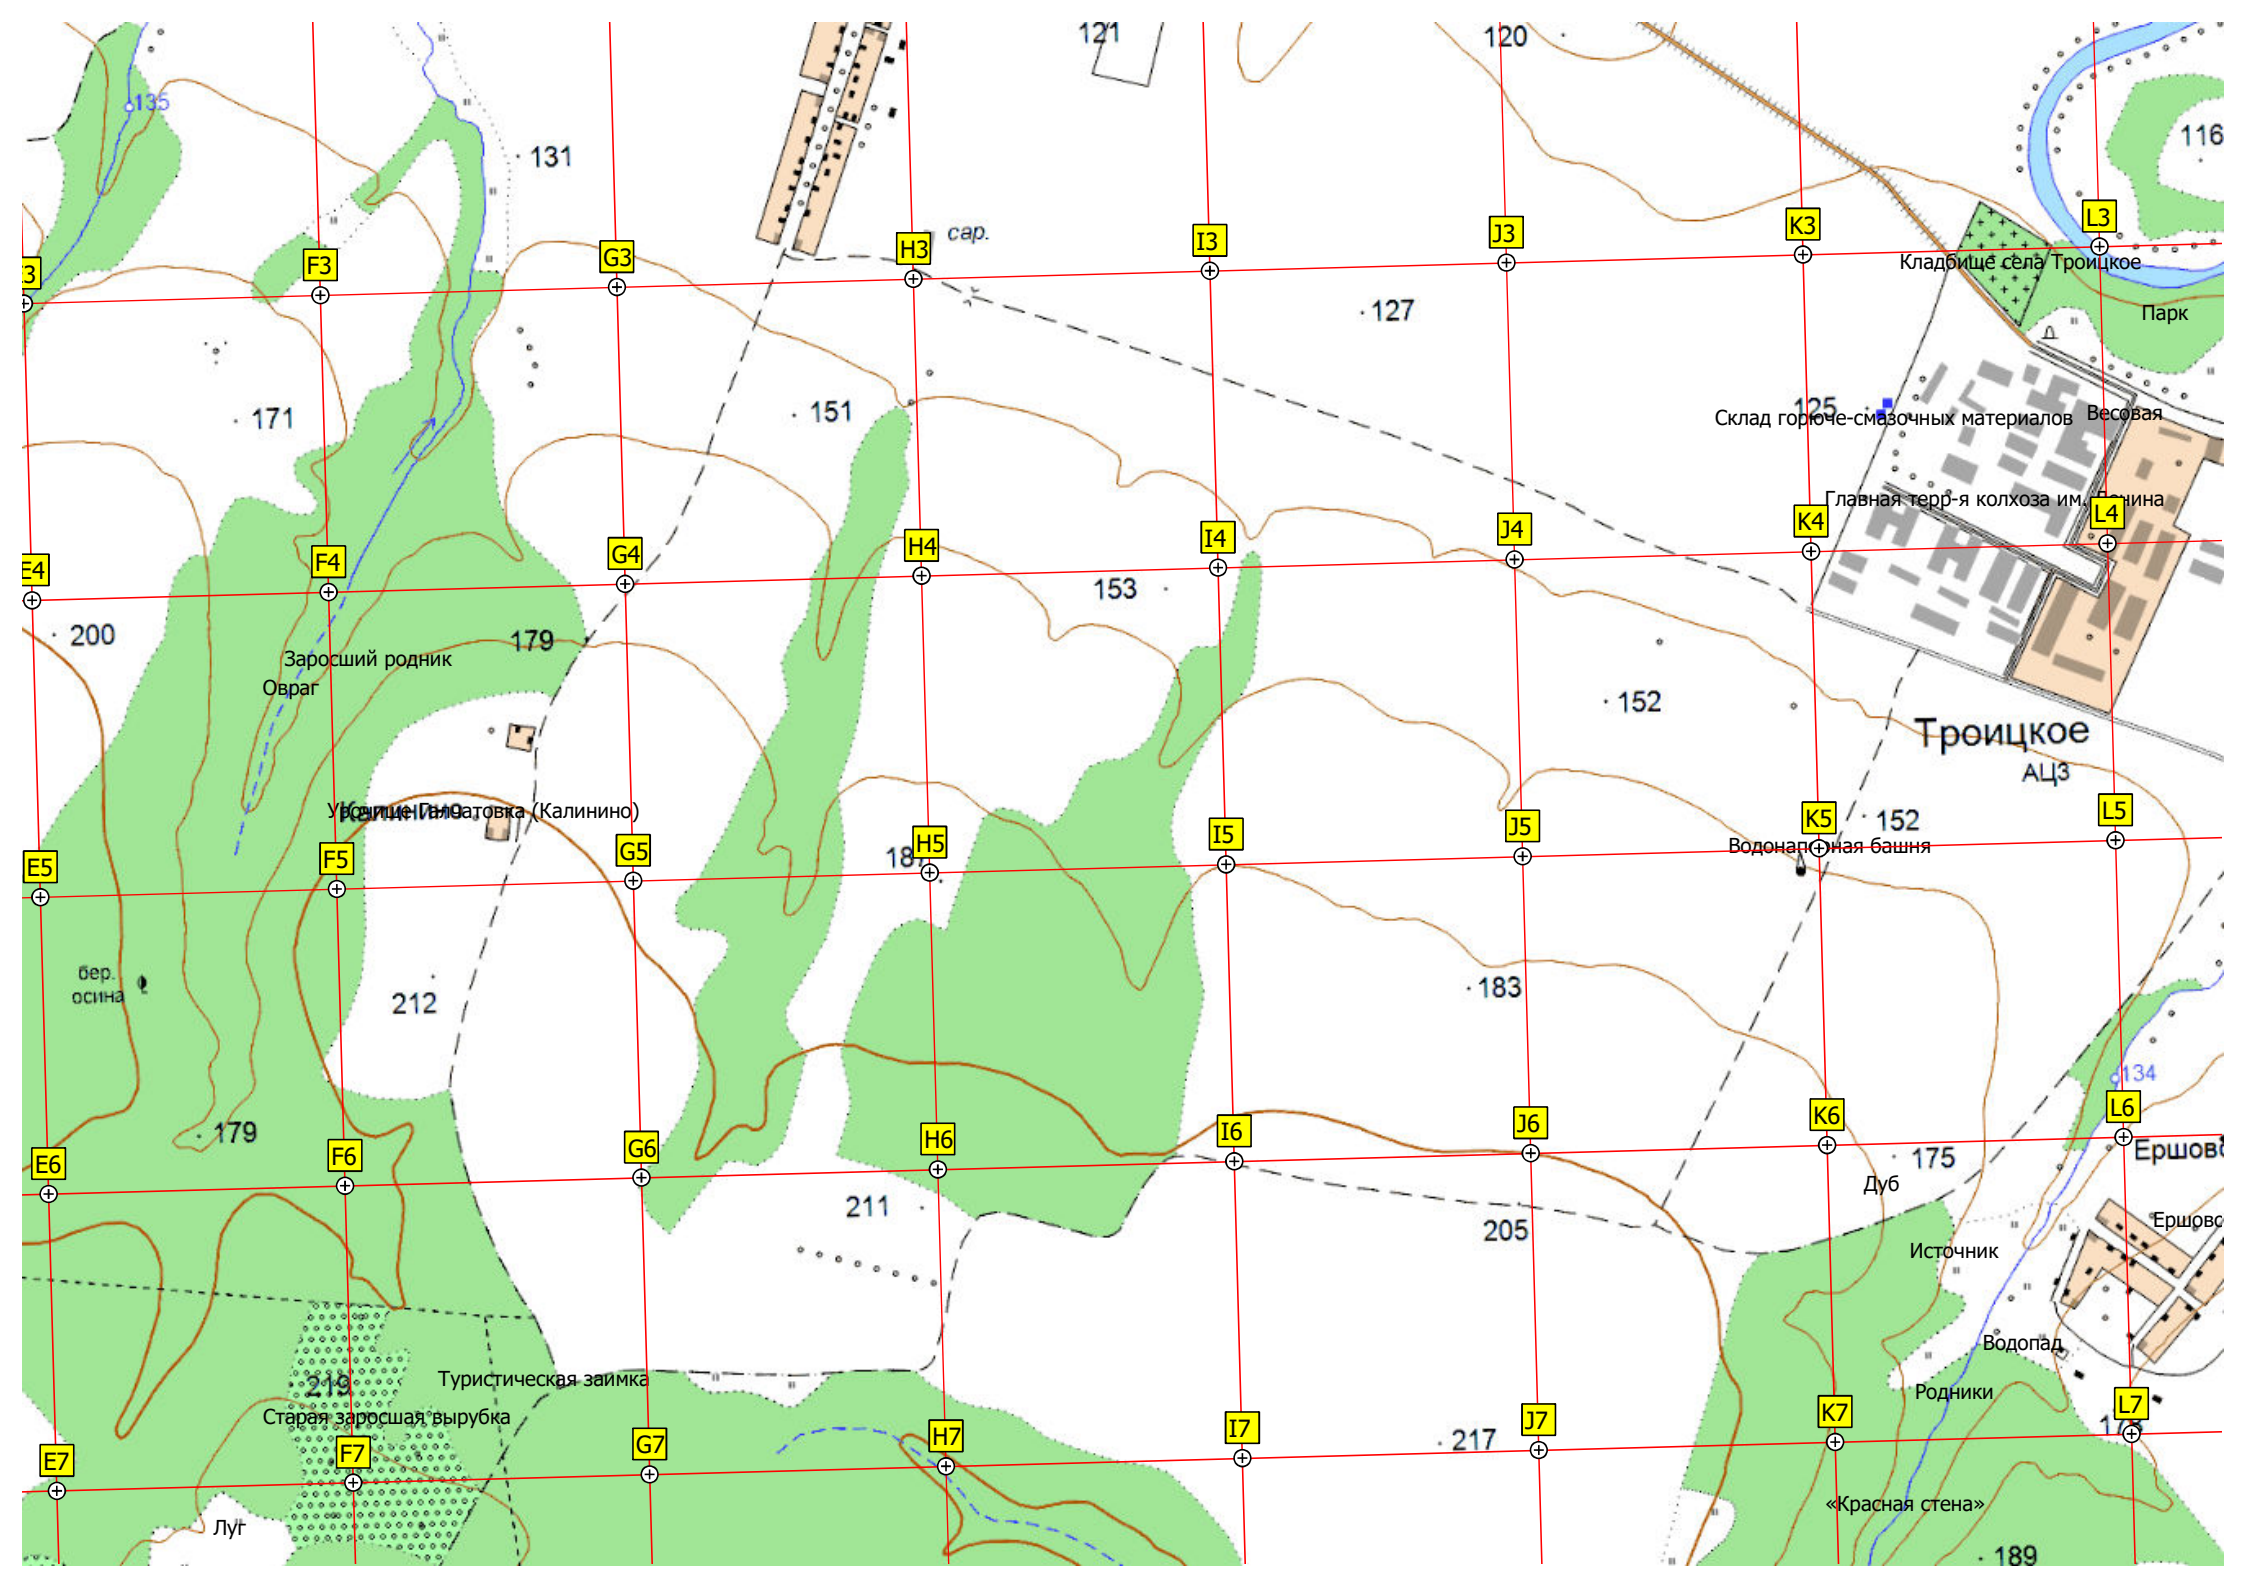 121
120
135
131
116
L3
K3
J3
сар.
I3
H3
G3
F3
Кладбище села Троицкое
127
Парк
171
151
125
Склад горюче-смазочных материалов
Весовая
Главная терр-я колхоза им. Ленина
L4
K4
J4
I4
H4
G4
F4
E4
153
200
179
Заросший родник
Овраг
152
Троицкое
АЦЗ
Калинино
Урочище Галчатовка (Калинино)
L5
K5
152
J5
I5
H5
G5
F5
E5
Водонапорная башня
187
бер.
осина
212
183
134
179
L6
K6
J6
I6
H6
G6
F6
E6
175
Дуб
211
205
Ершово
Источник
Водопад
219
Туристическая заимка
Родники
Старая заросшая вырубка
L7
K7
J7
I7
H7
G7
F7
E7
217
«Красная стена»
Луг
189